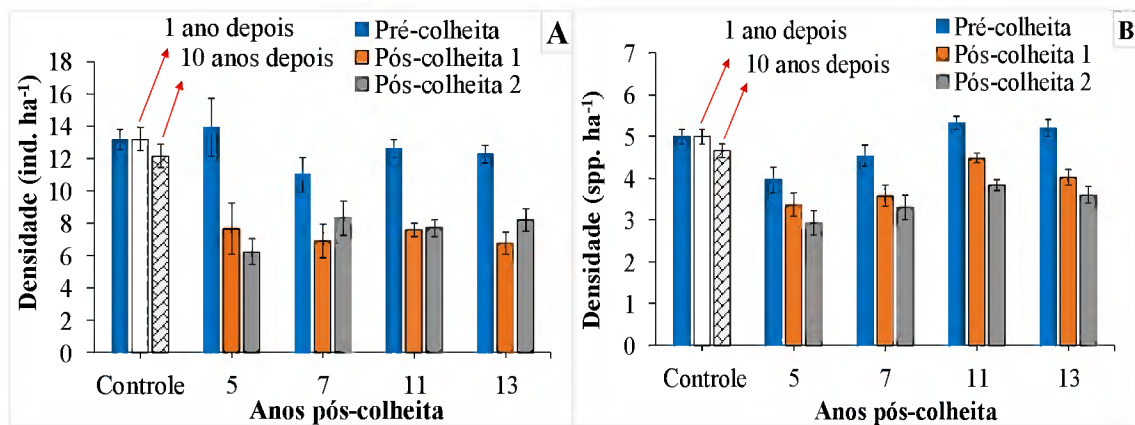 A
1 ano depois
10 anos depois
Pré-colheita
Pós-colheita 1
Pós-colheita 2
Densidade (ind. ha⁻¹)
18
16
14
12
10
8
6
4
2
0
Controle 5 7 11 13
Anos pós-colheita
B
1 ano depois
10 anos depois
Pré-colheita
Pós-colheita 1
Pós-colheita 2
Densidade (spp. ha⁻¹)
7
6
5
4
3
2
1
0
Controle 5 7 11 13
Anos pós-colheita